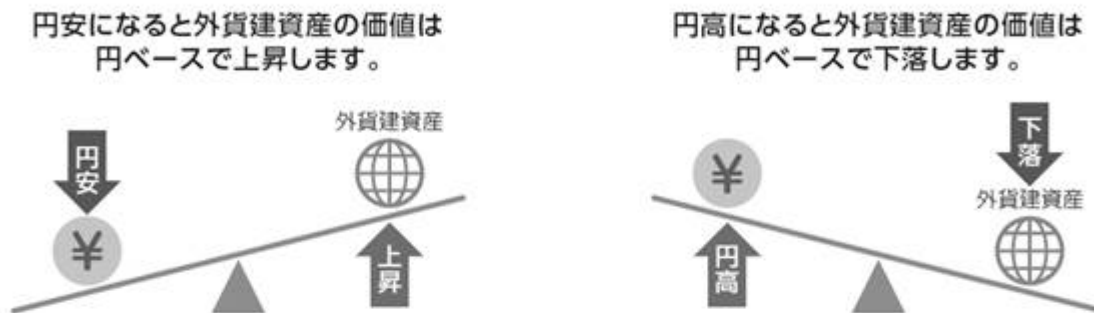 円安になると外貨建資産の価値は
円ベースで上昇します。
円安
¥
外貨建資産
上昇
円高になると外貨建資産の価値は
円ベースで下落します。
¥
円高
下落
外貨建資産